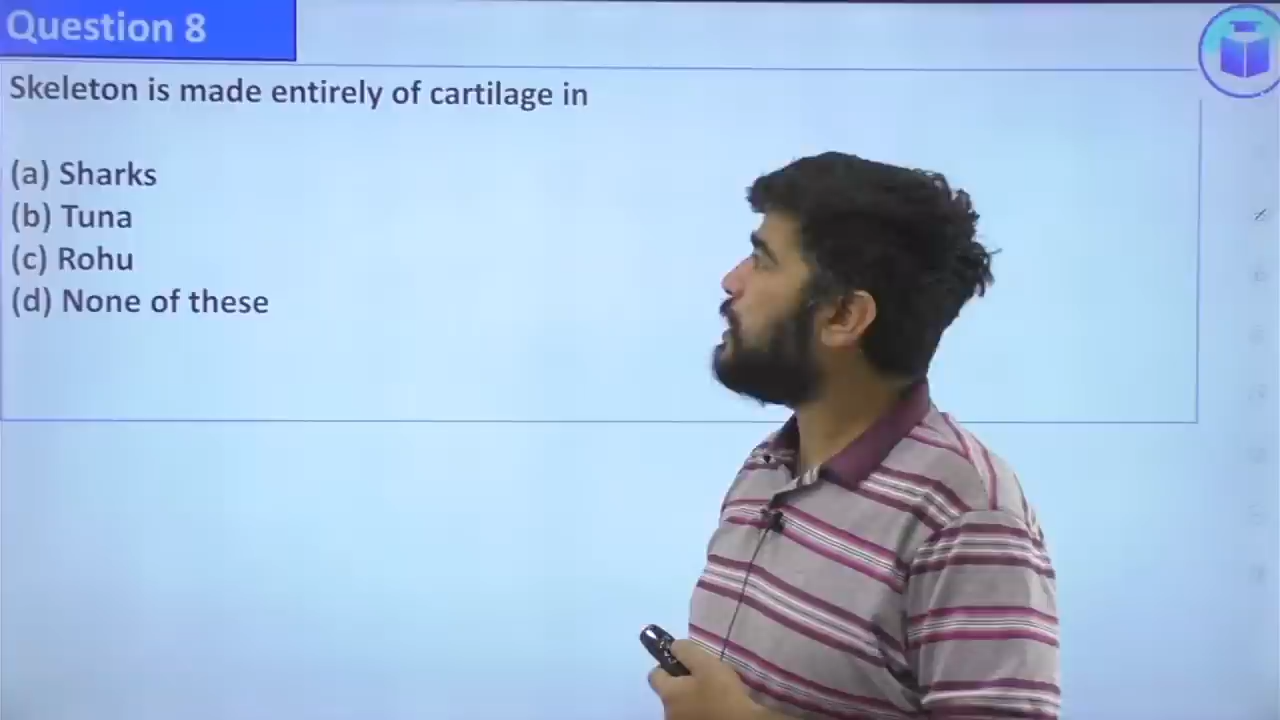 Question 8
Skeleton is made entirely of cartilage in
(a) Sharks
(b) Tuna
(c) Rohu
(d) None of these